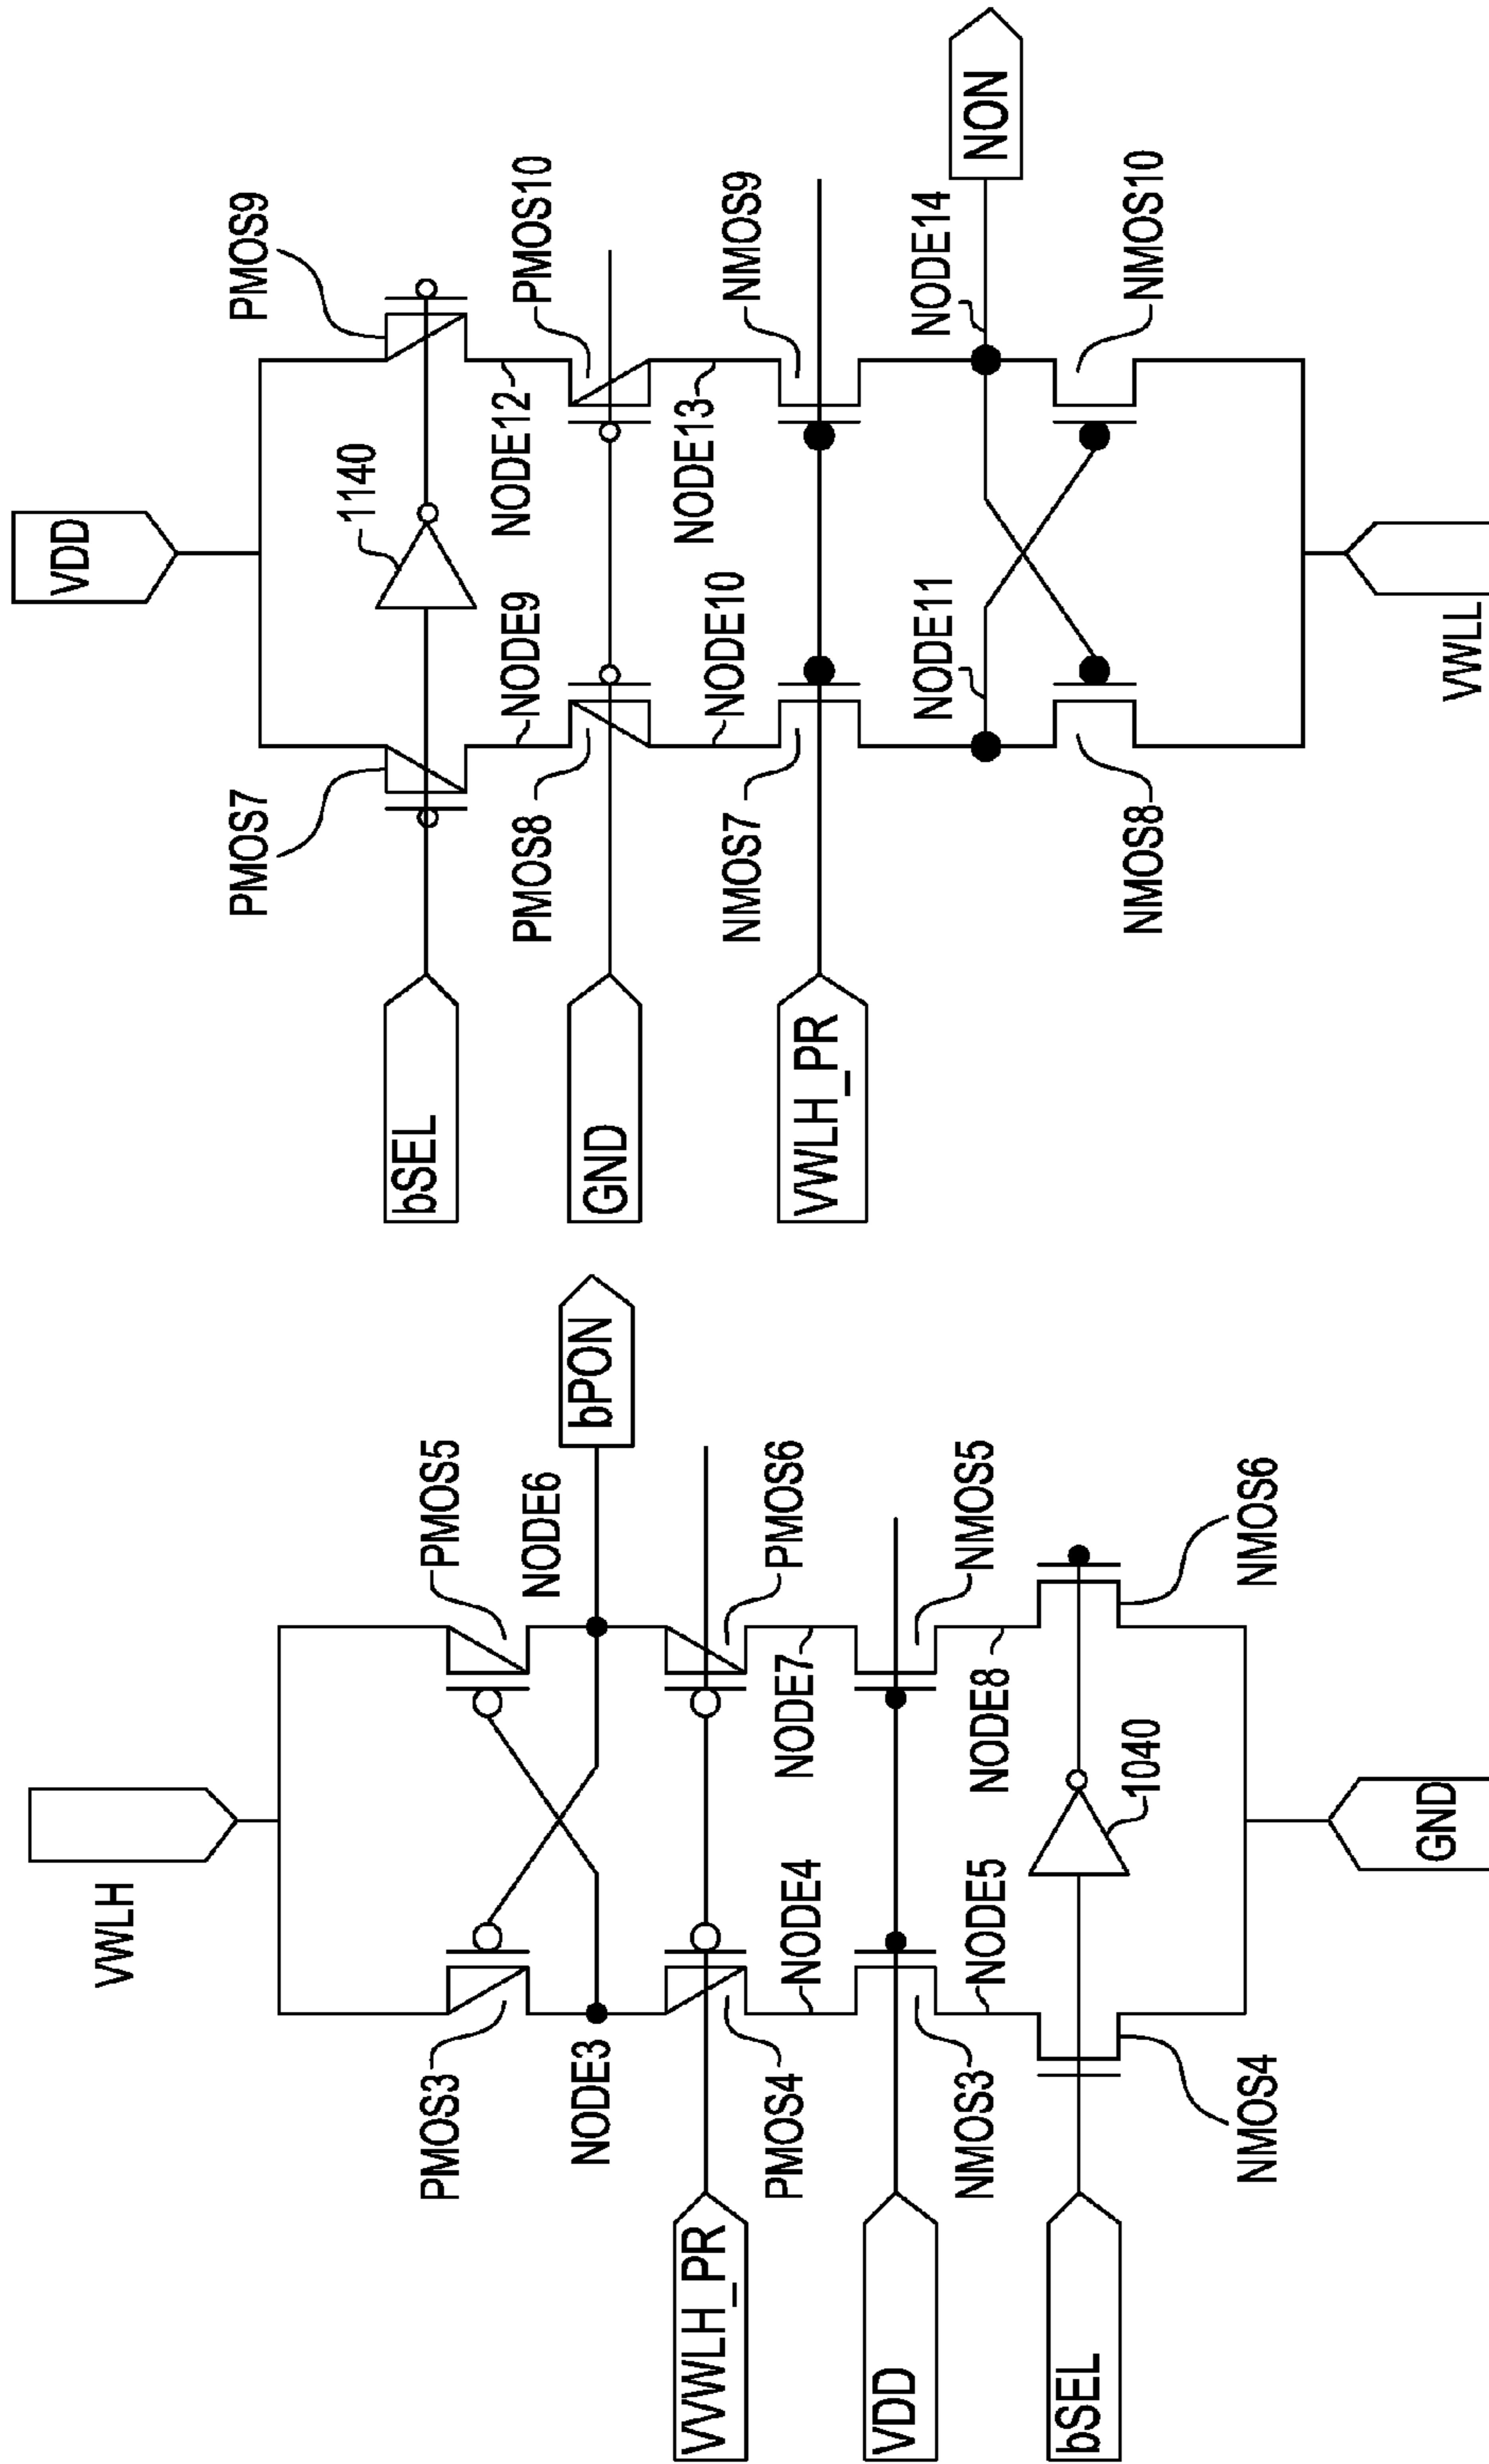 VWLH
PMOS3
PMOS5
NODE6
bPON
NODE3
VWLH_PR
PMOS4
PMOS6
NODE4
NODE7
VDD
NMOS3
NMOS5
NODE5
NODE8
bSEL
1040
NMOS4
NMOS6
GND
VDD
PMOS7
PMOS9
1140
bSEL
NODE9
NODE12
PMOS8
PMOS10
GND
NODE10
NODE13
NMOS7
NMOS9
VWLH_PR
NODE11
NODE14
NON
NMOS8
NMOS10
VWLL